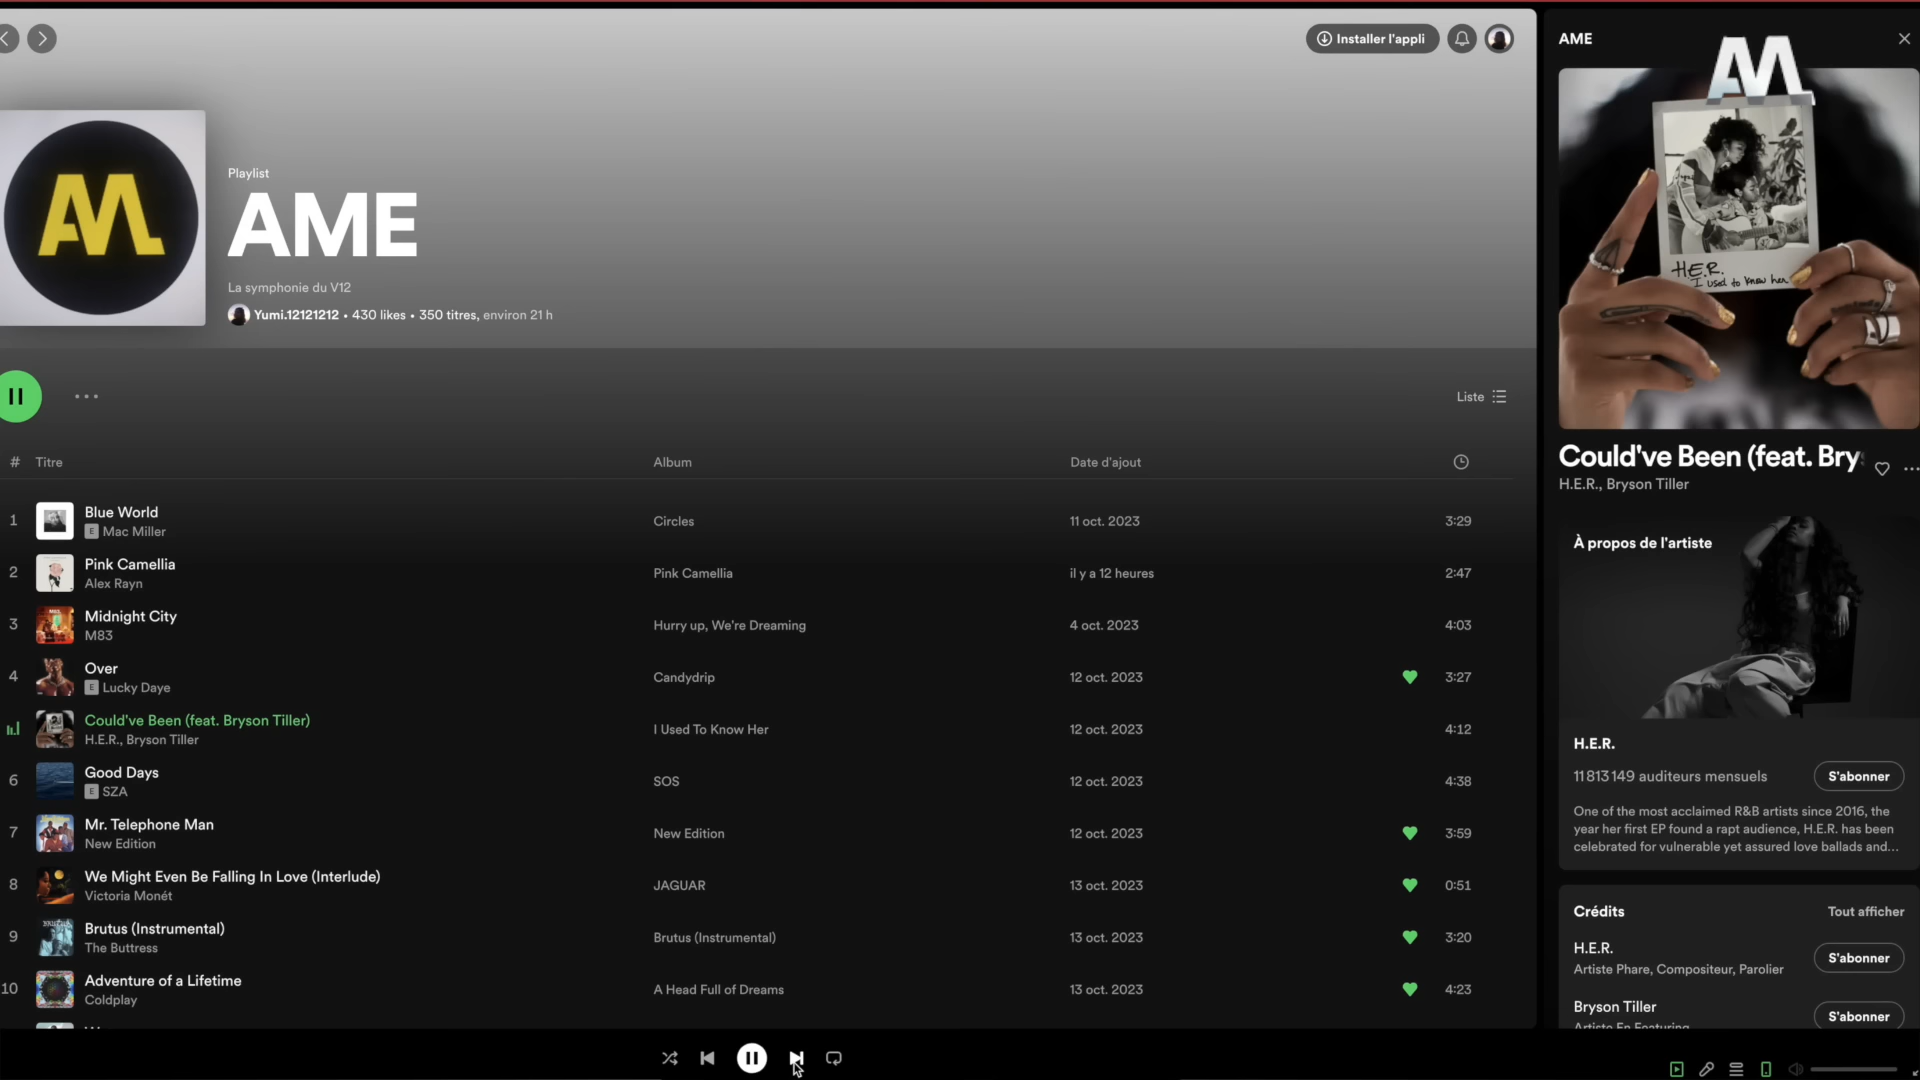 Installer l'appli
Playlist
AME
La symphonie du V12
Yumi.12121212 • 430 likes • 350 titres, environ 21 h
Liste
# Titre Album Date d'ajout
1 Blue World Circles 11 oct. 2023 3:29
E Mac Miller
2 Pink Camellia Pink Camellia il y a 12 heures 2:47
Alex Rayn
3 Midnight City Hurry up, We're Dreaming 4 oct. 2023 4:03
M83
4 Over Candydrip 12 oct. 2023 3:27
E Lucky Daye
Could've Been (feat. Bryson Tiller) I Used To Know Her 12 oct. 2023 4:12
H.E.R., Bryson Tiller
6 Good Days SOS 12 oct. 2023 4:38
E SZA
7 Mr. Telephone Man New Edition 12 oct. 2023 3:59
New Edition
8 We Might Even Be Falling In Love (Interlude) JAGUAR 13 oct. 2023 0:51
Victoria Monét
9 Brutus (Instrumental) Brutus (Instrumental) 13 oct. 2023 3:20
The Buttress
10 Adventure of a Lifetime A Head Full of Dreams 13 oct. 2023 4:23
Coldplay
AME
H.E.R.
I used to know her
Could've Been (feat. Bry
H.E.R., Bryson Tiller
À propos de l'artiste
H.E.R.
11 813 149 auditeurs mensuels
S'abonner
One of the most acclaimed R&B artists since 2016, the
year her first EP found a rapt audience, H.E.R. has been
celebrated for vulnerable yet assured love ballads and...
Crédits Tout afficher
H.E.R.
Artiste Phare, Compositeur, Parolier
S'abonner
Bryson Tiller
Artiste En Featuring
S'abonner